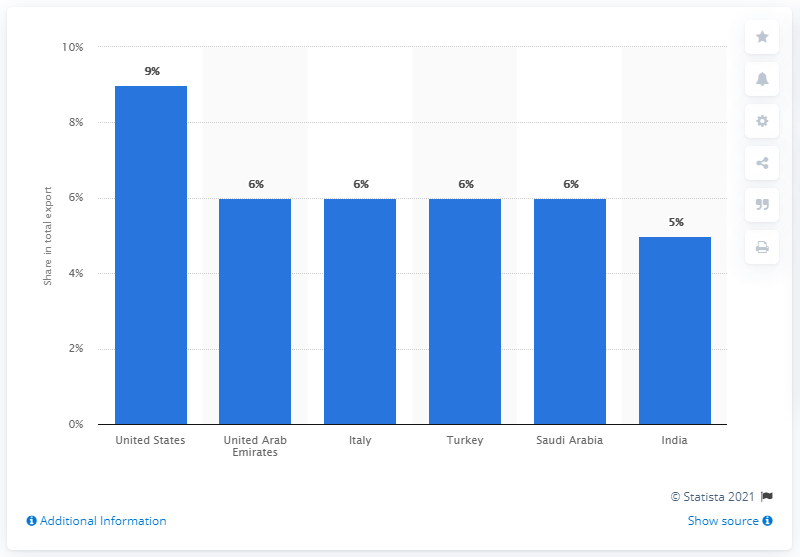 10%
8%
6%
4%
2%
0%
Share in total export
9%
6%
6%
6%
6%
5%
United States
United Arab
Emirates
Italy
Turkey
Saudi Arabia
India
© Statista 2021
Additional Information
Show source